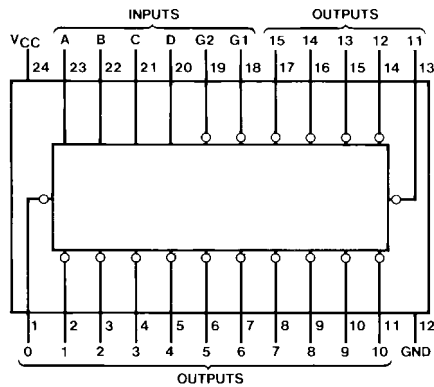 INPUTS OUTPUTS
VCC A B C D G2 G1 15 14 13 12 11
24 23 22 21 20 19 18 17 16 15 14 13
1 2 3 4 5 6 7 8 9 10 11 12
0 1 2 3 4 5 6 7 8 9 10 GND
OUTPUTS